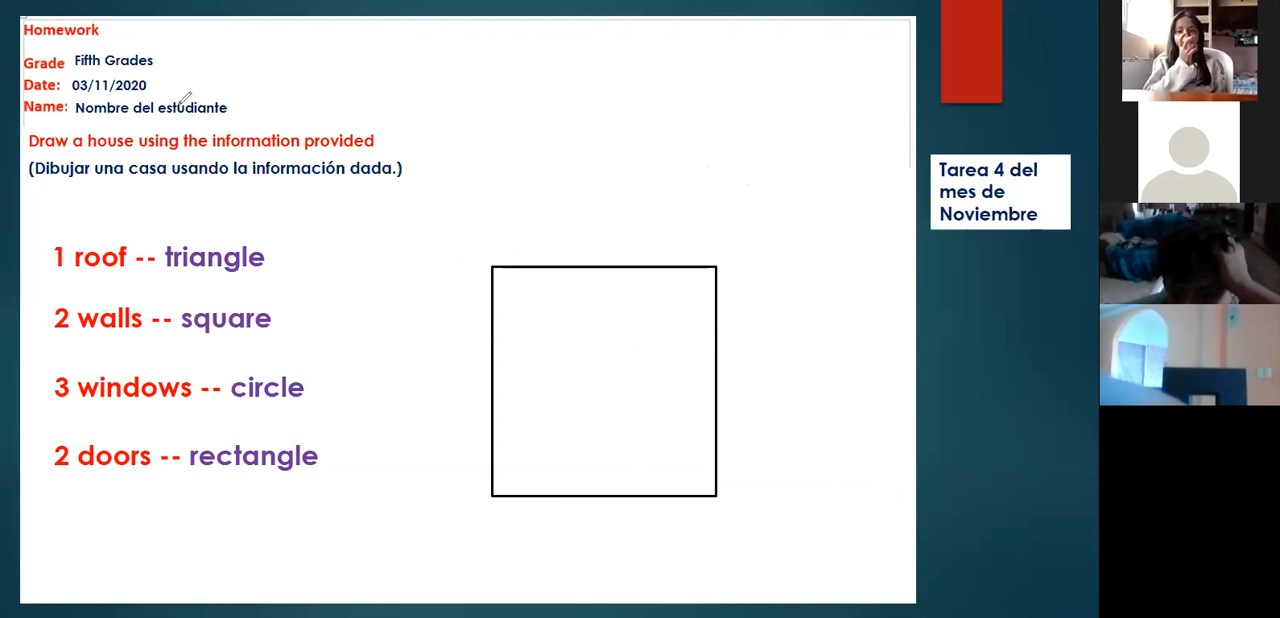 Homework
Grade Fifth Grades
Date: 03/11/2020
Name: Nombre del estudiante
Draw a house using the information provided
(Dibujar una casa usando la información dada.)
1 roof -- triangle
2 walls -- square
3 windows -- circle
2 doors -- rectangle
Tarea 4 del
mes de
Noviembre